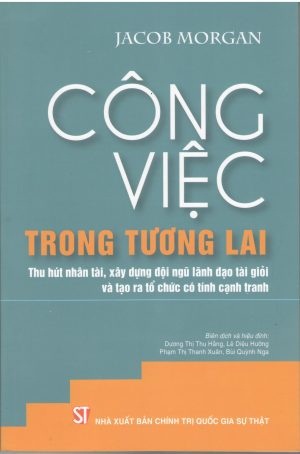 JACOB MORGAN
CÔNG
VIỆC
TRONG TƯƠNG LAI
Thu hút nhân tài, xây dựng đội ngũ lãnh đạo tài giỏi
và tạo ra tổ chức có tính cạnh tranh
Biên dịch và hiệu đính:
Dương Thị Thu Hằng, Lê Diệu Hường
Phạm Thị Thanh Xuân, Bùi Quỳnh Nga
ST
NHÀ XUẤT BẢN CHÍNH TRỊ QUỐC GIA SỰ THẬT